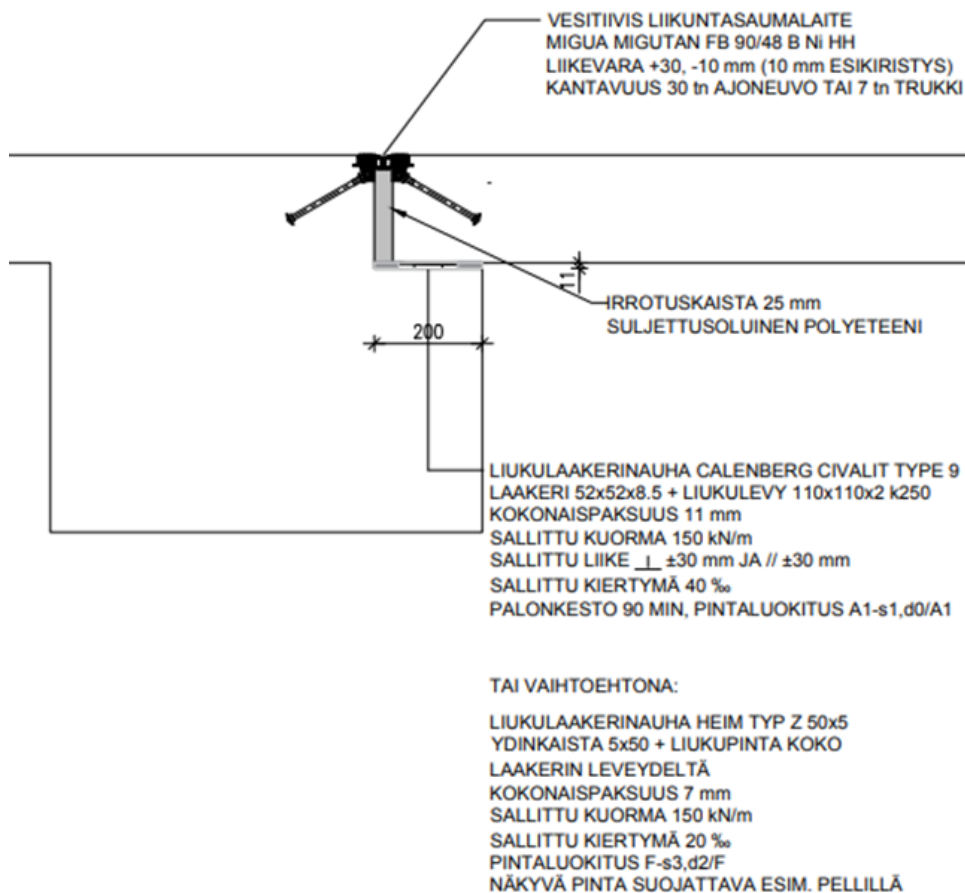 VESITIIVIS LIIKUNTASAUMALAITE
MIGUA MIGUTAN FB 90/48 B Ni HH
LIIKEVARA +30, -10 mm (10 mm ESIKIRISTYS)
KANTAVUUS 30 tn AJONEUVO TAI 7 tn TRUKKI
11
IRROTUSKAISTA 25 mm
SULJETTUSOLUINEN POLYETEENI
200
LIUKULAAKERINAUHA CALENBERG CIVALIT TYPE 9
LAAKERI 52x52x8.5 + LIUKULEVY 110x110x2 k250
KOKONAISPAKSUUS 11 mm
SALLITTU KUORMA 150 kN/m
SALLITTU LIIKE ⊥ ±30 mm JA // ±30 mm
SALLITTU KIERTYMÄ 40 ‰
PALONKESTO 90 MIN, PINTALUOKITUS A1-s1,d0/A1
TAI VAIHTOEHTONA:
LIUKULAAKERINAUHA HEIM TYP Z 50x5
YDINKAISTA 5x50 + LIUKUPINTA KOKO
LAAKERIN LEVEYDELTÄ
KOKONAISPAKSUUS 7 mm
SALLITTU KUORMA 150 kN/m
SALLITTU KIERTYMÄ 20 ‰
PINTALUOKITUS F-s3,d2/F
NÄKYVÄ PINTA SUOJATTAVA ESIM. PELLILLÄ